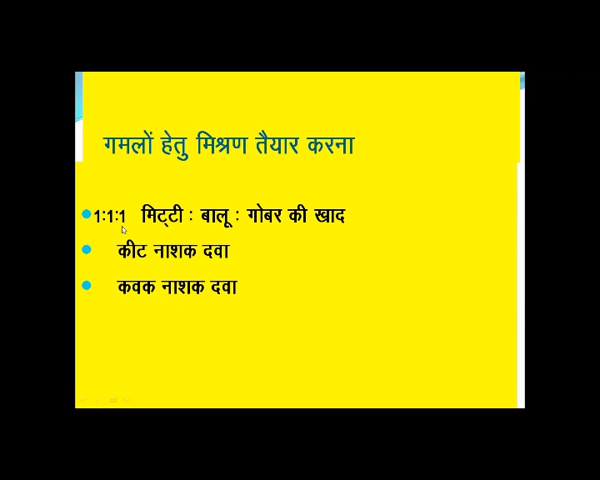 गमलों हेतु मिश्रण तैयार करना
1:1:1 मिट्टी : बालू : गोबर की खाद
कीट नाशक दवा
कवक नाशक दवा